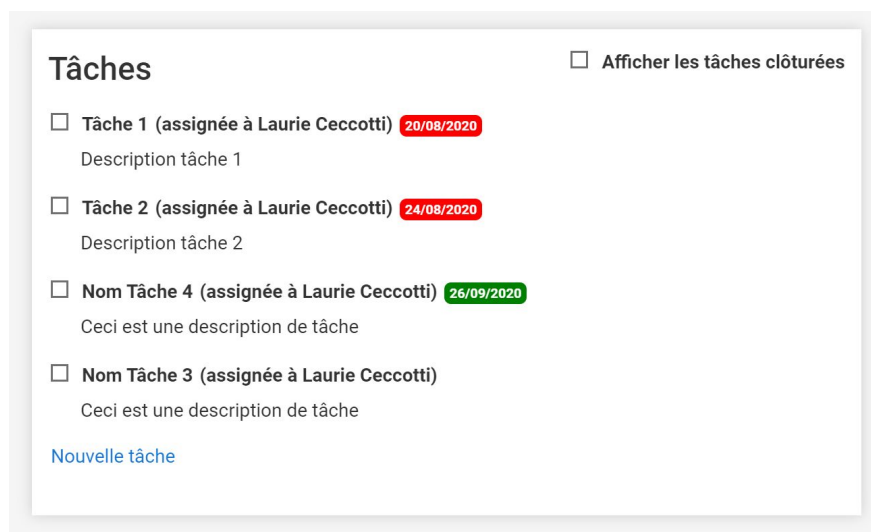 Tâches
Afficher les tâches clôturées
Tâche 1 (assignée à Laurie Ceccotti) 20/08/2020
Description tâche 1
Tâche 2 (assignée à Laurie Ceccotti) 24/08/2020
Description tâche 2
Nom Tâche 4 (assignée à Laurie Ceccotti) 26/09/2020
Ceci est une description de tâche
Nom Tâche 3 (assignée à Laurie Ceccotti)
Ceci est une description de tâche
Nouvelle tâche